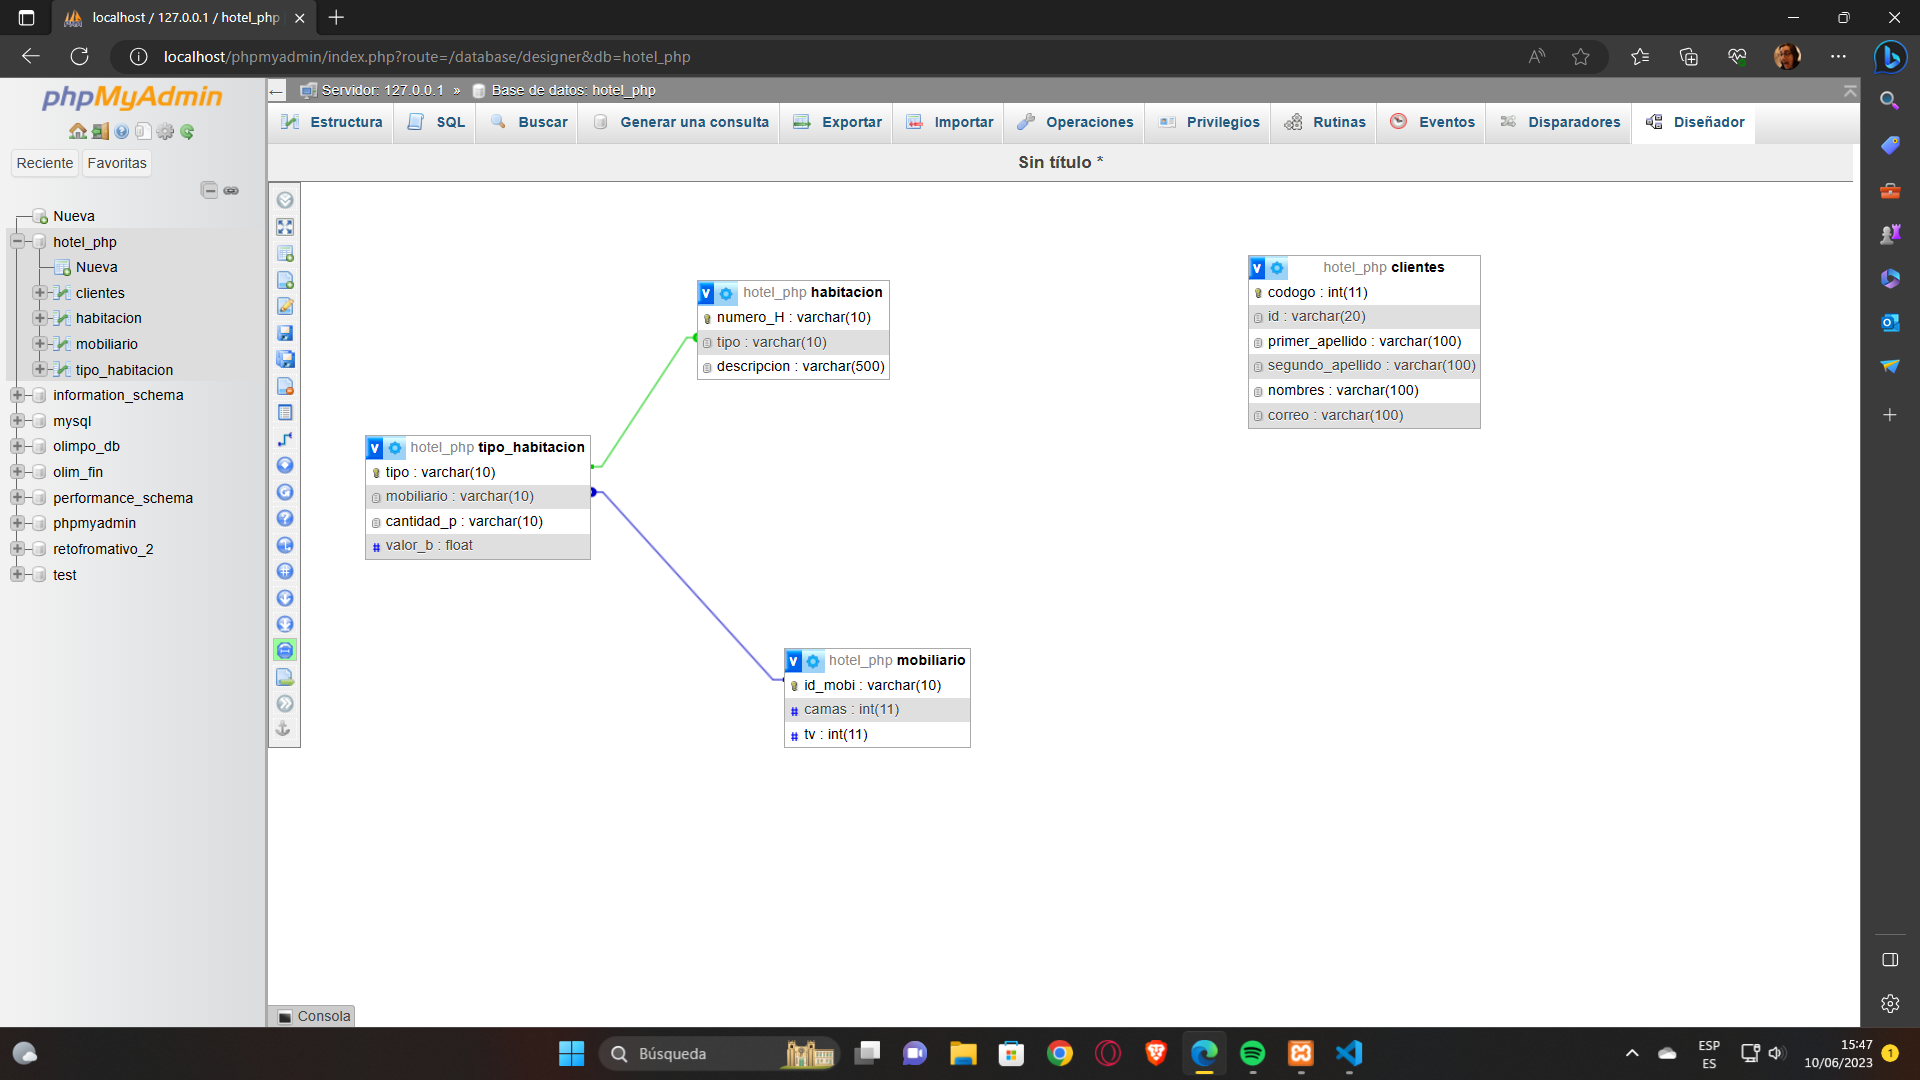 localhost / 127.0.0.1 / hotel_php
localhost/phpmyadmin/index.php?route=/database/designer&db=hotel_php
phpMyAdmin
Reciente
Favoritas
Nueva
hotel_php
Nueva
clientes
habitacion
mobiliario
tipo_habitacion
information_schema
mysql
olimpo_db
olim_fin
performance_schema
phpmyadmin
retofromativo_2
test
Servidor: 127.0.0.1 » Base de datos: hotel_php
Estructura SQL Buscar Generar una consulta Exportar Importar Operaciones Privilegios Rutinas Eventos Disparadores Diseñador
Sin título *
v hotel_php habitacion
numero_H : varchar(10)
tipo : varchar(10)
descripcion : varchar(500)
v hotel_php clientes
codogo : int(11)
id : varchar(20)
primer_apellido : varchar(100)
segundo_apellido : varchar(100)
nombres : varchar(100)
correo : varchar(100)
v hotel_php tipo_habitacion
tipo : varchar(10)
mobiliario : varchar(10)
cantidad_p : varchar(10)
# valor_b : float
v hotel_php mobiliario
id_mobi : varchar(10)
# camas : int(11)
# tv : int(11)
Consola
Búsqueda
ESP
ES
15:47
10/06/2023
1